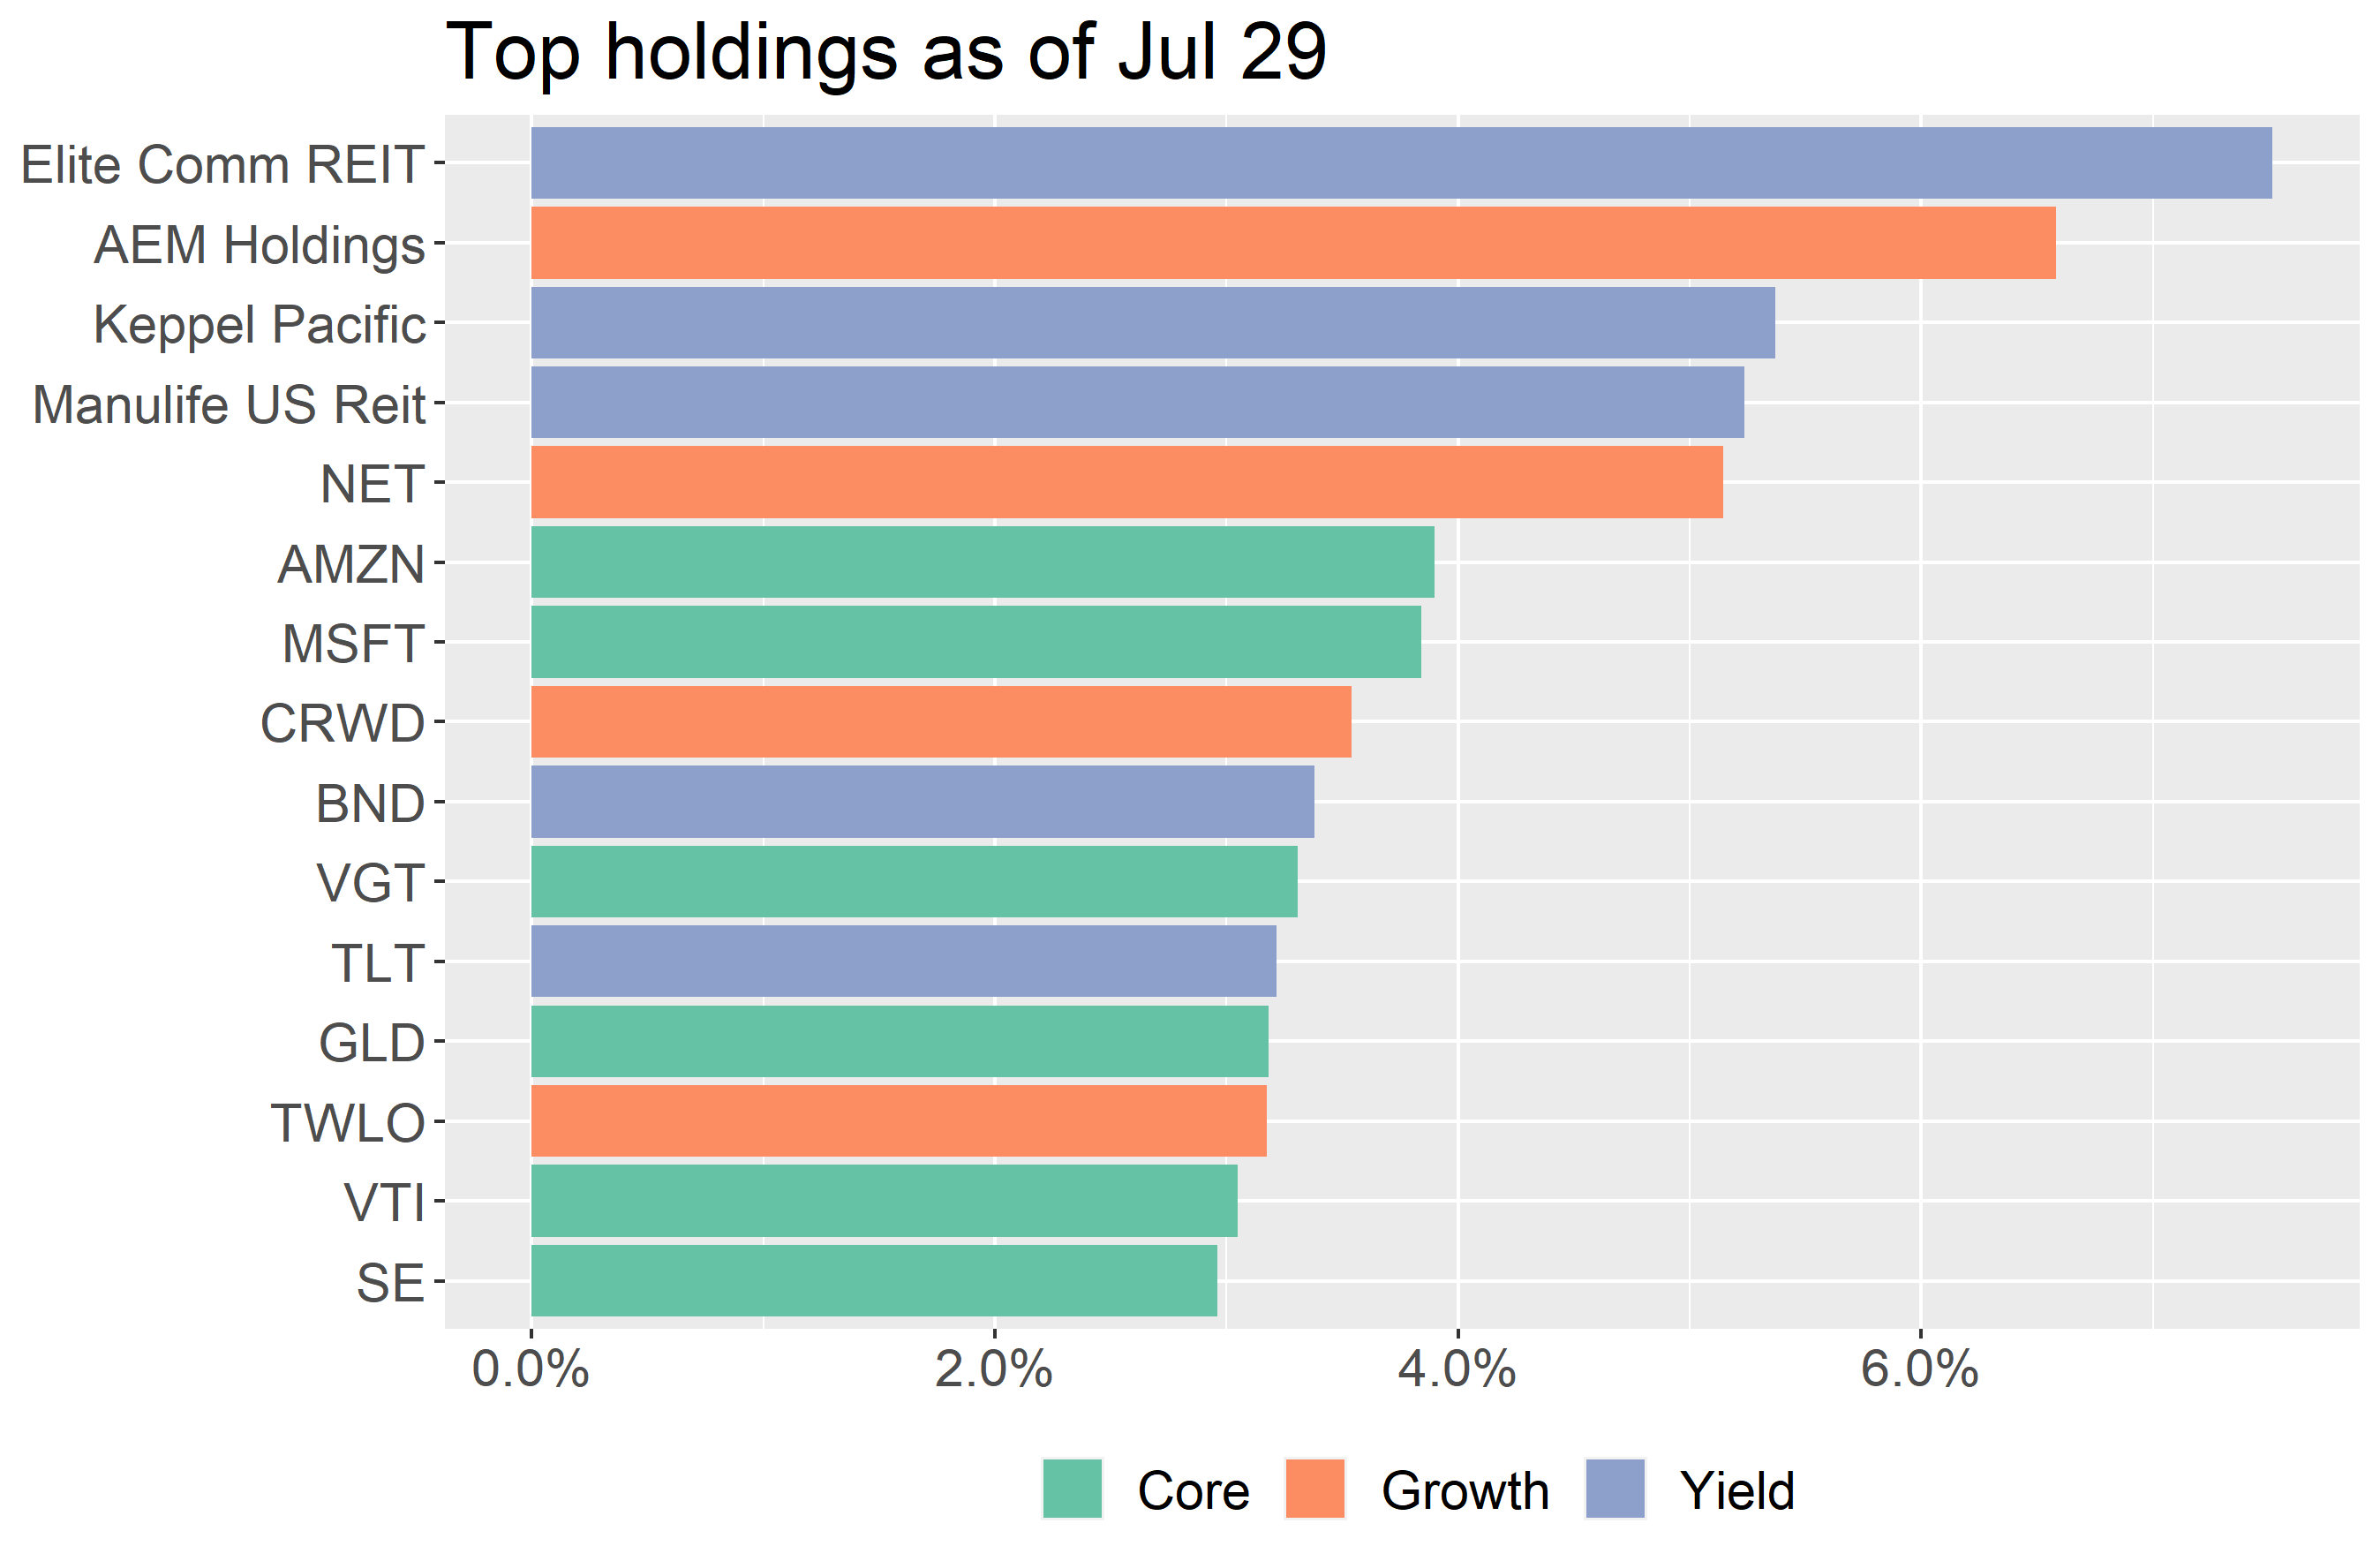 Top holdings as of Jul 29
Elite Comm REIT
AEM Holdings
Keppel Pacific
Manulife US Reit
NET
AMZN
MSFT
CRWD
BND
VGT
TLT
GLD
TWLO
VTI
SE
0.0% 2.0% 4.0% 6.0%
Core Growth Yield